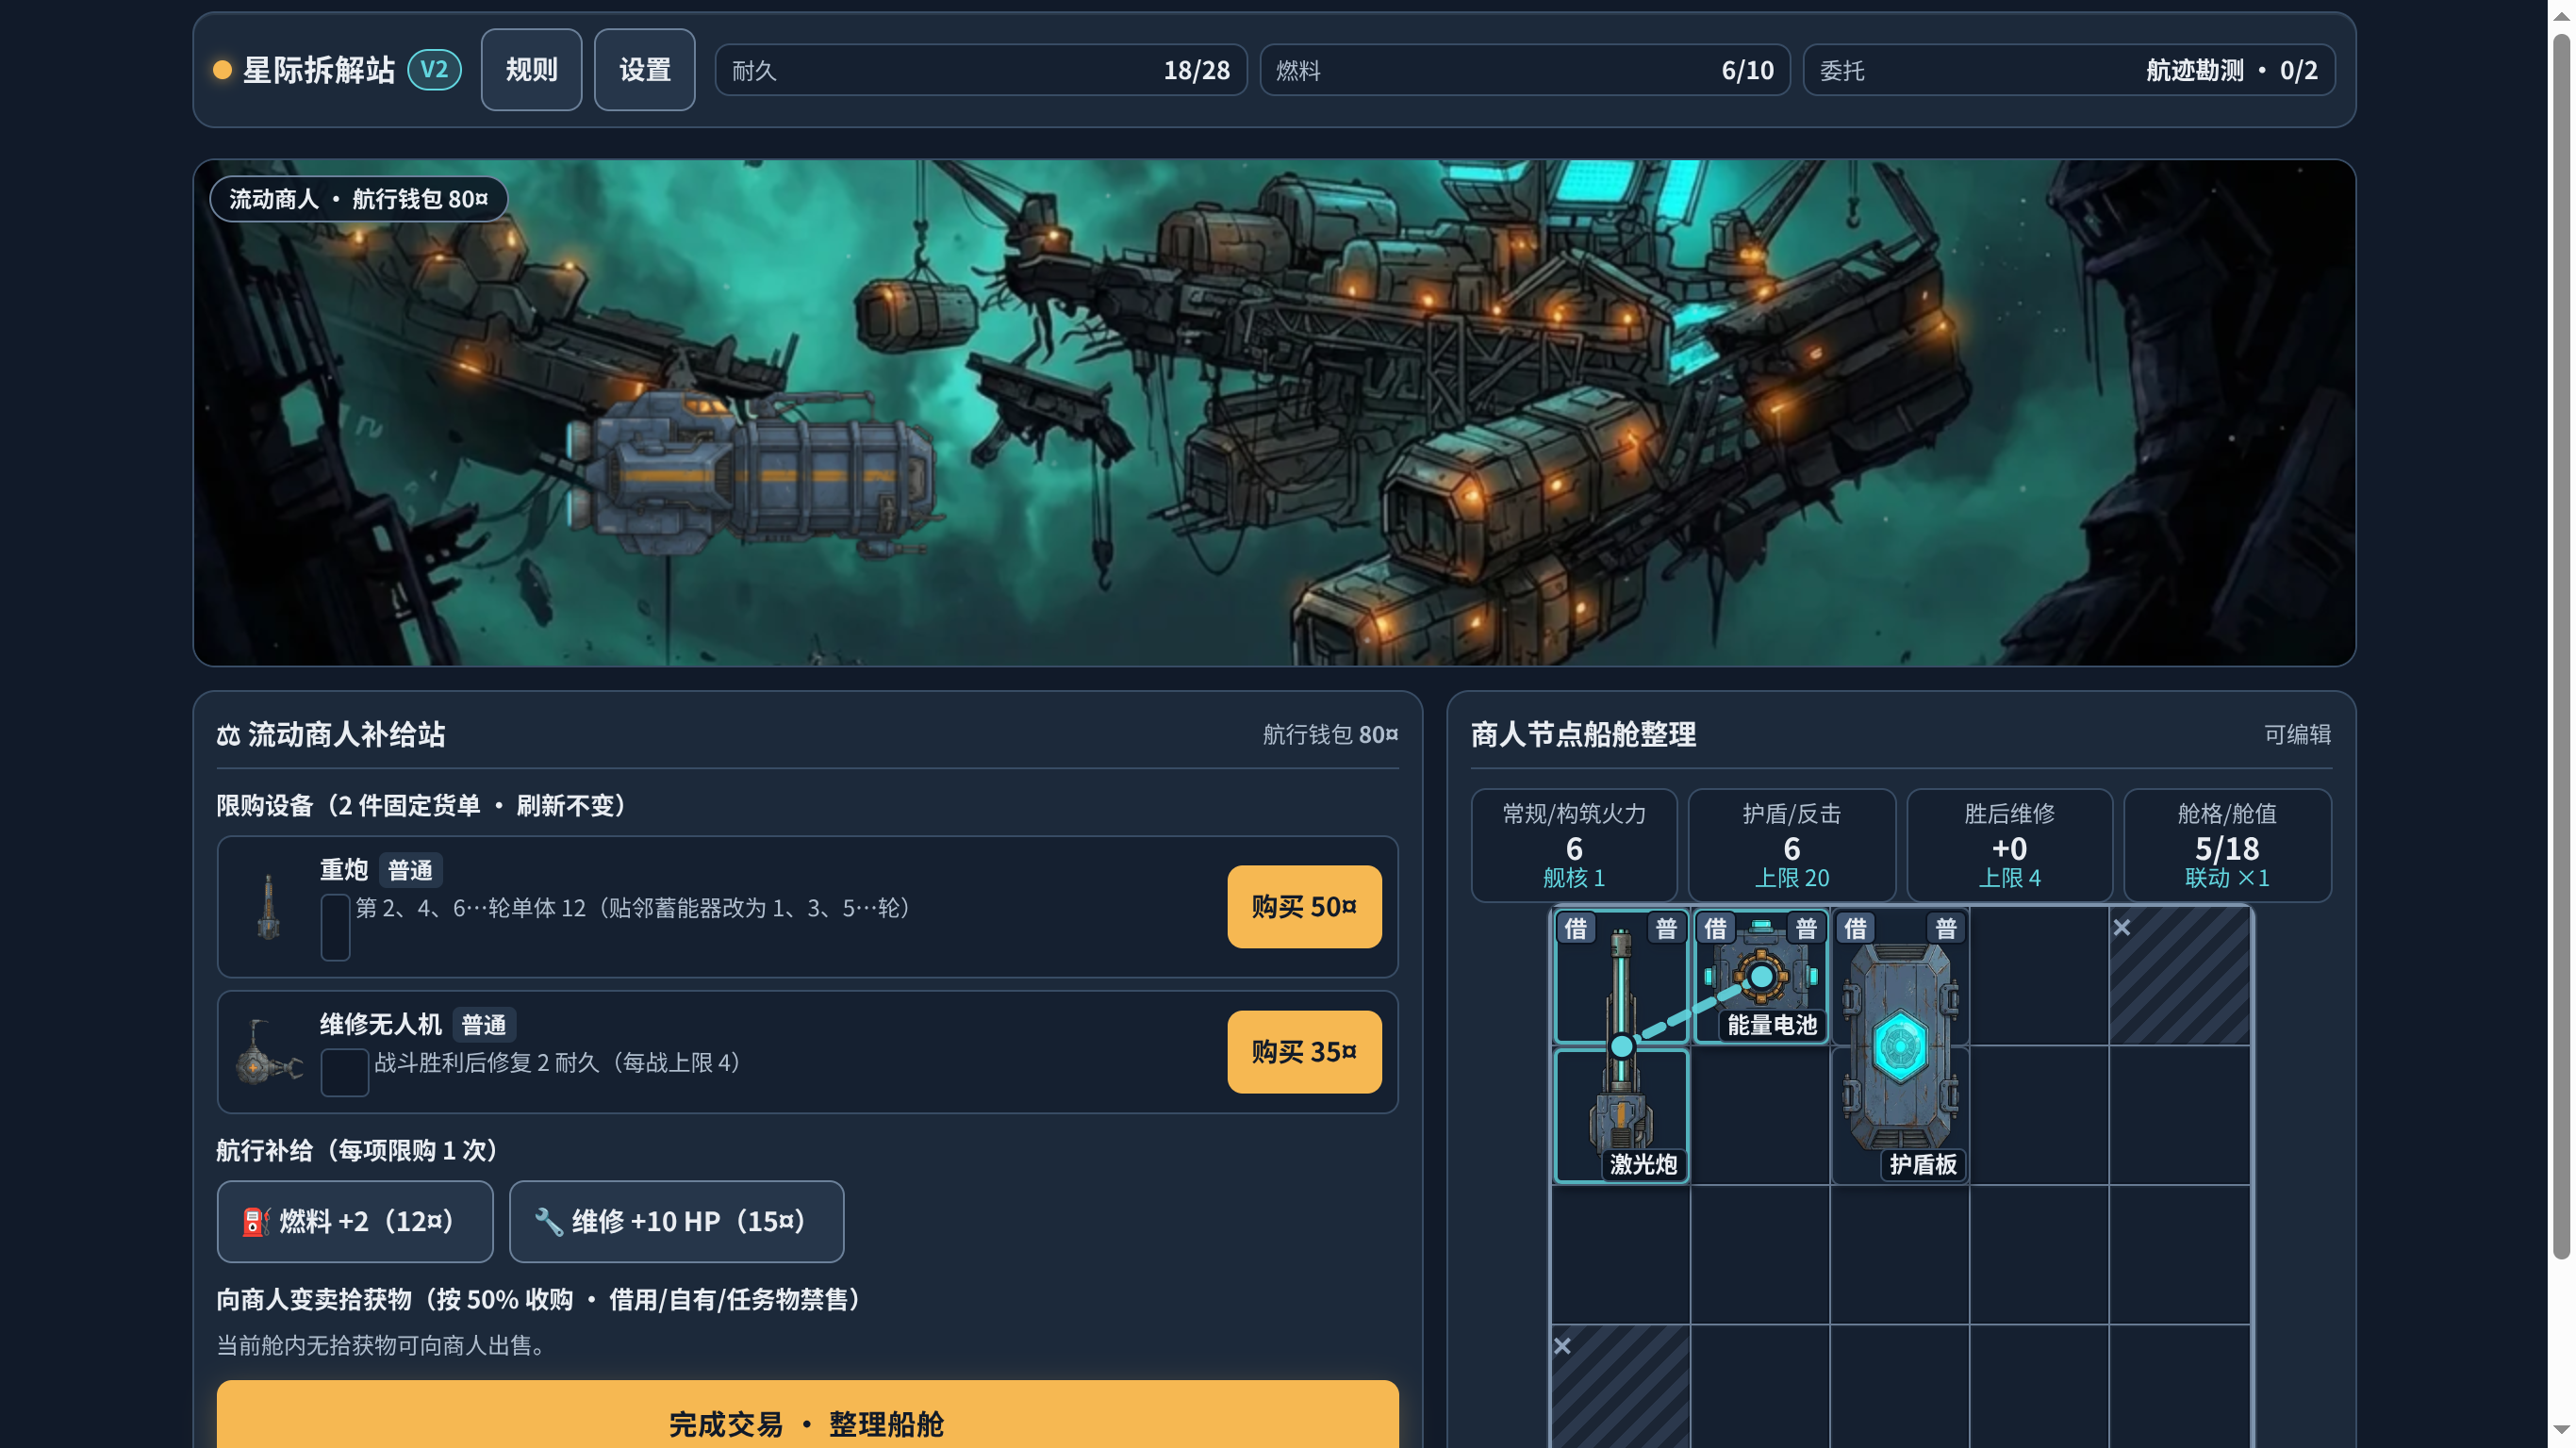 星际拆解站 V2 规则 设置 耐久 18/28 燃料 6/10 委托 航迹勘测 · 0/2
流动商人 · 航行钱包 80¤
⚖ 流动商人补给站 航行钱包 80¤
限购设备（2 件固定货单 · 刷新不变）
重炮 普通
第 2、4、6…轮单体 12（贴邻蓄能器改为 1、3、5…轮）
购买 50¤
维修无人机 普通
战斗胜利后修复 2 耐久（每战上限 4）
购买 35¤
航行补给（每项限购 1 次）
⛽ 燃料 +2（12¤） 🔧 维修 +10 HP（15¤）
向商人变卖拾获物（按 50% 收购 · 借用/自有/任务物禁售）
当前舱内无拾获物可向商人出售。
完成交易 · 整理船舱
商人节点船舱整理 可编辑
常规/构筑火力 护盾/反击 胜后维修 舱格/舱值
6 6 +0 5/18
舰核 1 上限 20 上限 4 联动 ×1
借 普 借 普 借 普 ×
能量电池
激光炮 护盾板
×